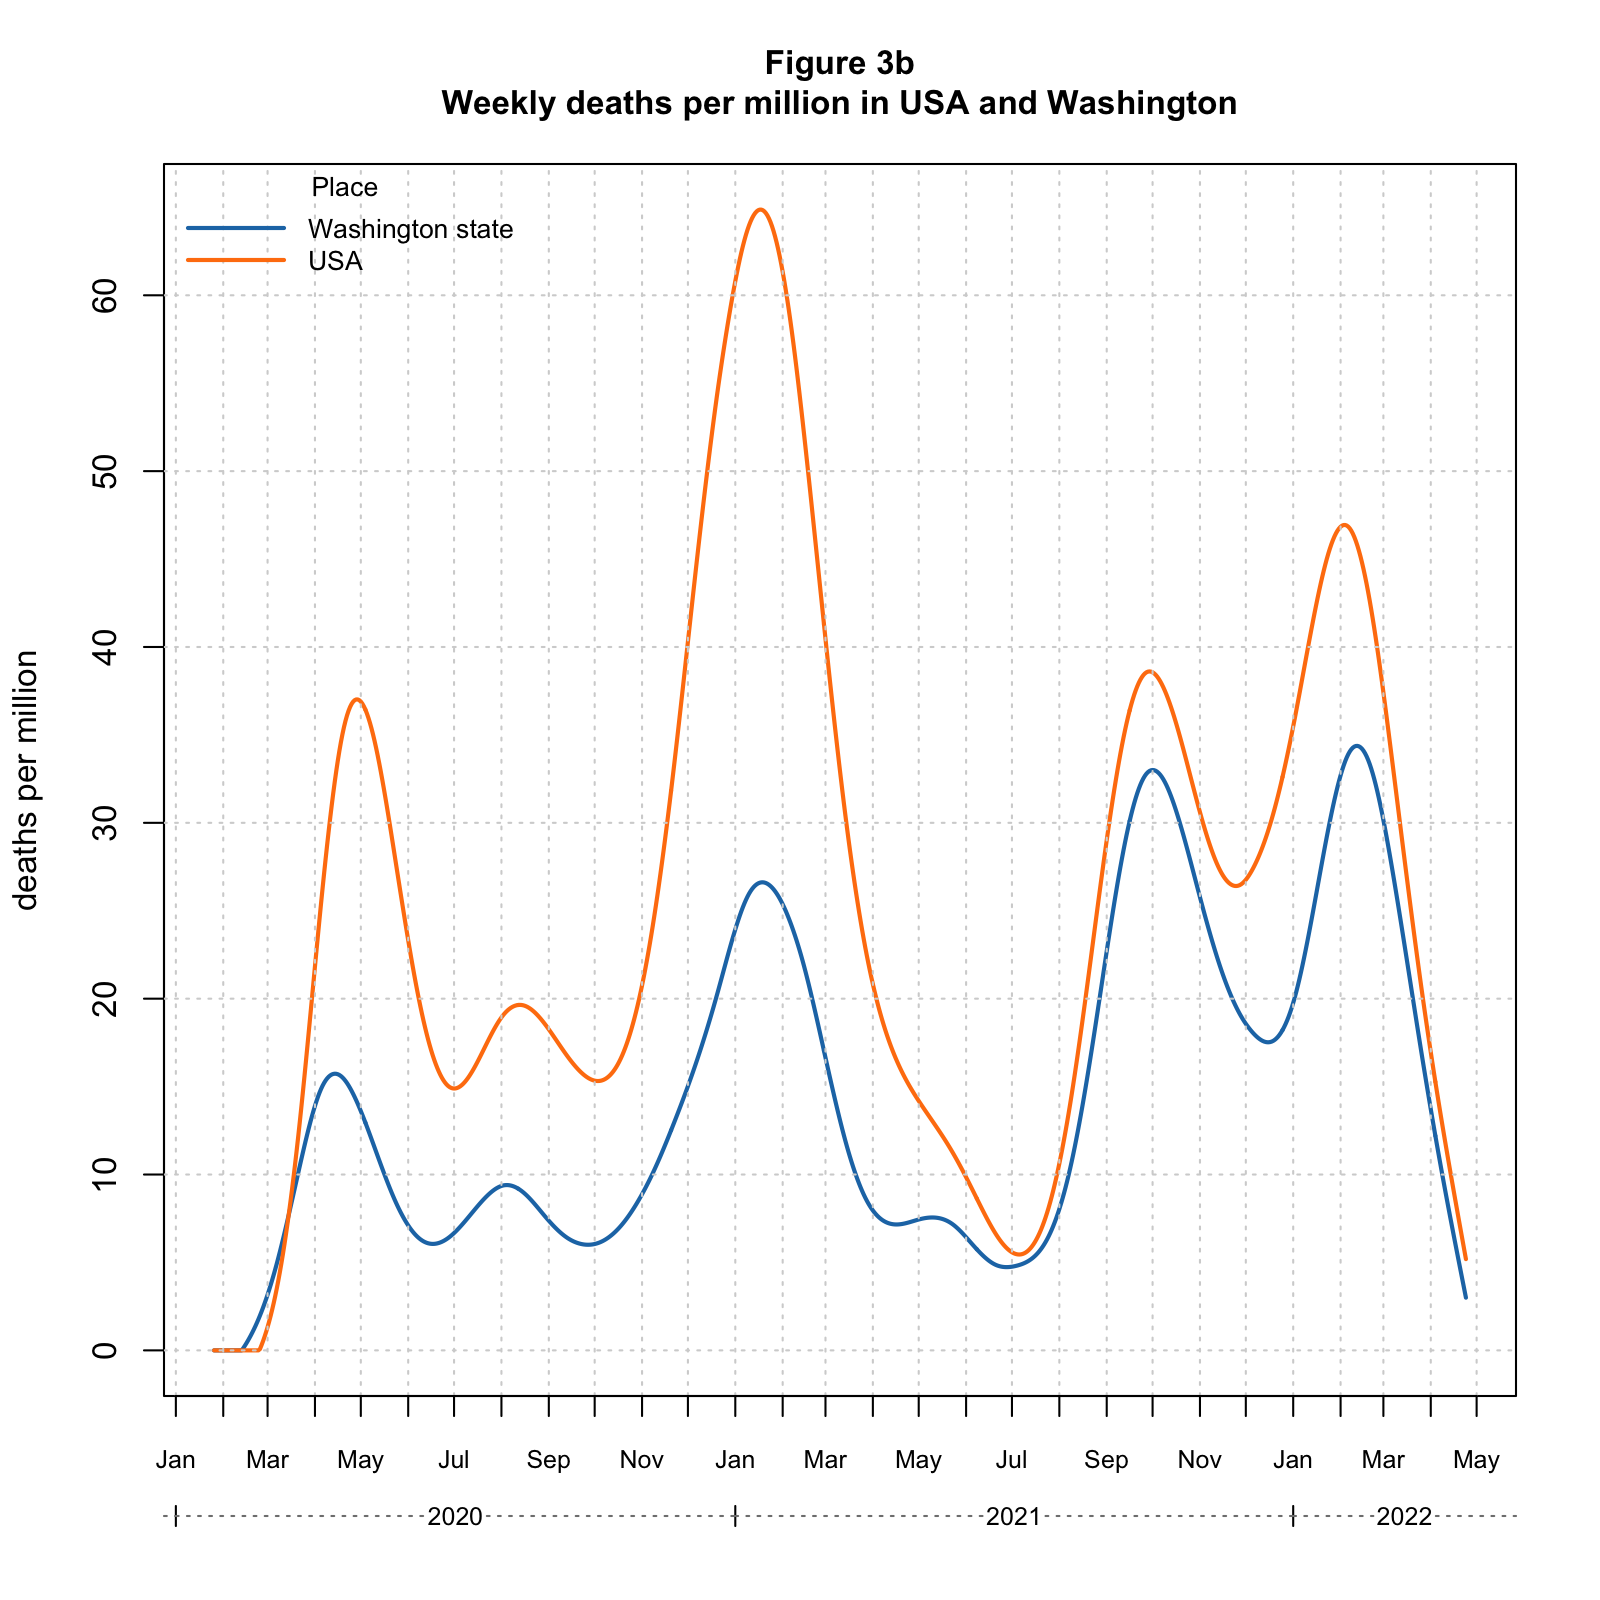 Figure 3b
Weekly deaths per million in USA and Washington
Place
Washington state
USA
deaths per million
60
50
40
30
20
10
0
Jan Mar May Jul Sep Nov Jan Mar May Jul Sep Nov Jan Mar May
2020 2021 2022